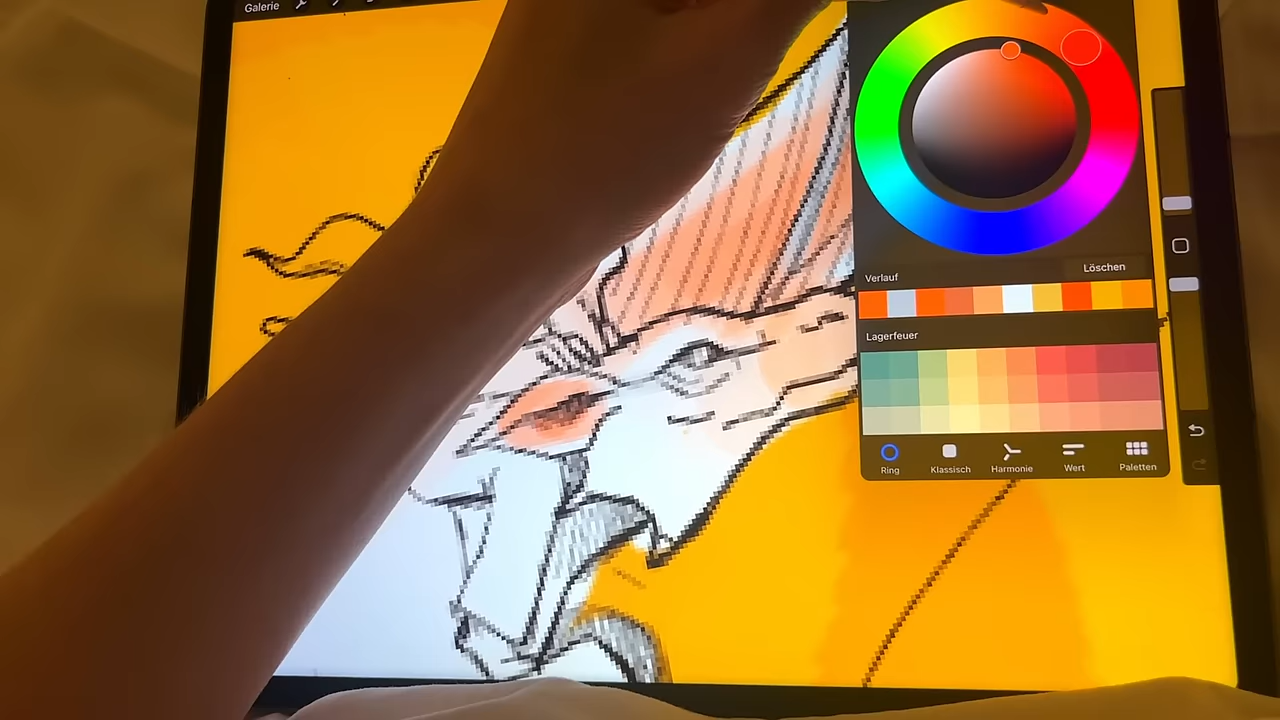 Galerie
Verlauf
Löschen
Lagerfeuer
Ring
Klassisch
Harmonie
Wert
Paletten